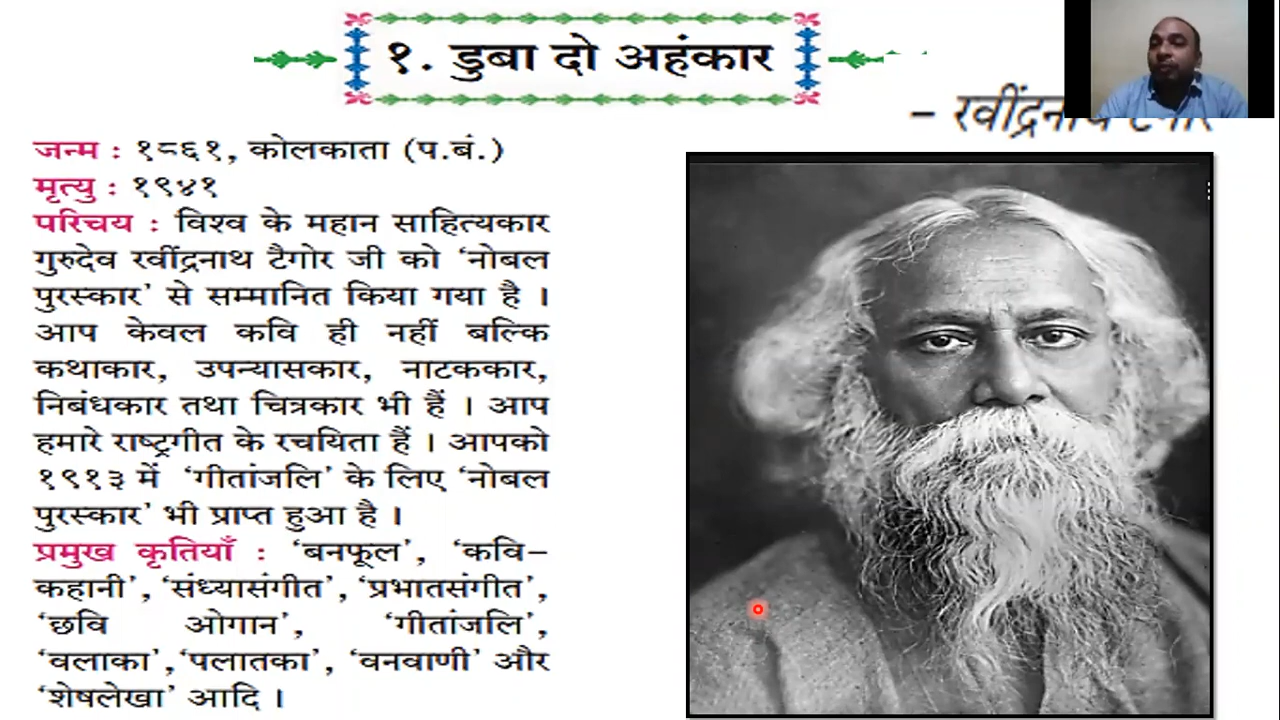 १. डुबा दो अहंकार
– 
जन्म : १८६१, कोलकाता (प.बं.)
मृत्यु : १९४१
परिचय : विश्व के महान साहित्यकार
गुरुदेव रवींद्रनाथ टैगोर जी को ‘नोबल
पुरस्कार’ से सम्मानित किया गया है ।
आप केवल कवि ही नहीं बल्कि
कथाकार, उपन्यासकार, नाटककार,
निबंधकार तथा चित्रकार भी हैं । आप
हमारे राष्ट्रगीत के रचयिता हैं । आपको
१९१३ में ‘गीतांजलि’ के लिए ‘नोबल
पुरस्कार’ भी प्राप्त हुआ है ।
प्रमुख कृतियाँ : ‘बनफूल’, ‘कवि–
कहानी’, ‘संध्यासंगीत’, ‘प्रभातसंगीत’,
‘छवि ओगान’, ‘गीतांजलि’,
‘वलाका’, ‘पलातका’, ‘वनवाणी’ और
‘शेषलेखा’ आदि ।